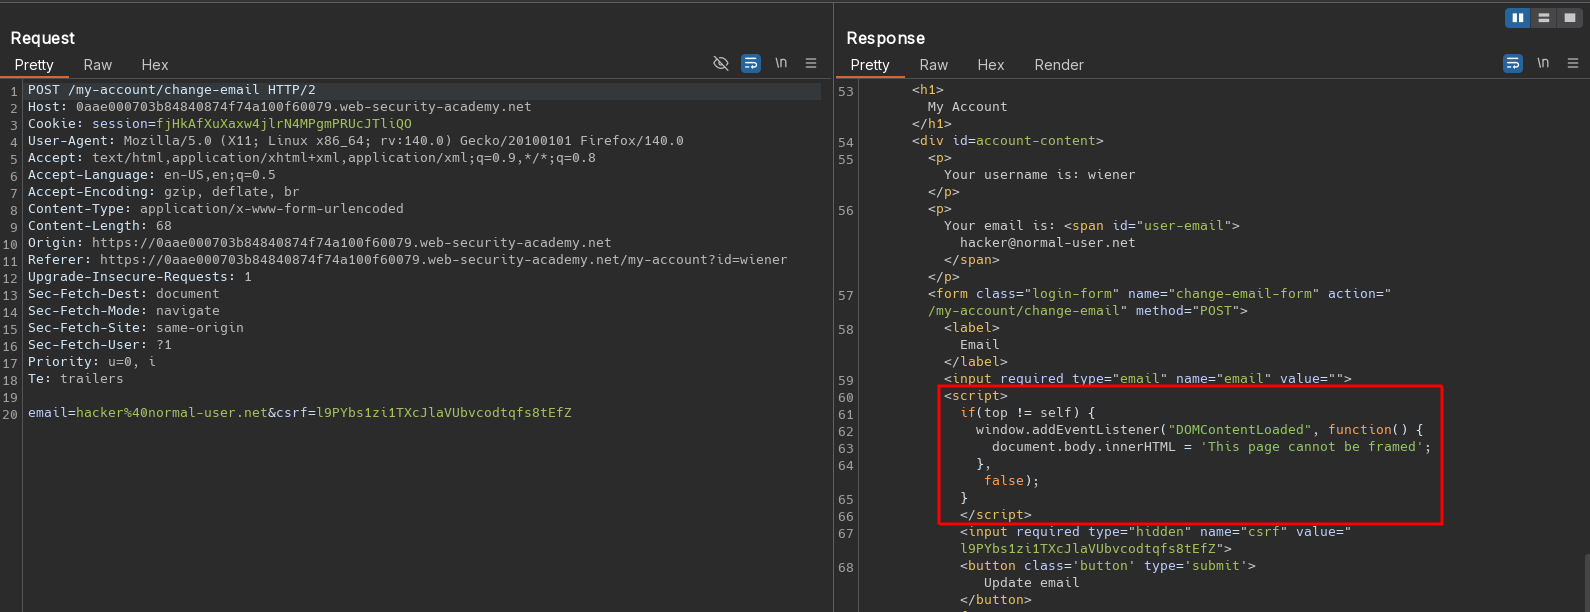 Request
Pretty Raw Hex \n
1 POST /my-account/change-email HTTP/2
2 Host: 0aae000703b84840874f74a100f60079.web-security-academy.net
3 Cookie: session=fjHkAfXuXaxw4jlrN4MPgmPRUcJTliQO
4 User-Agent: Mozilla/5.0 (X11; Linux x86_64; rv:140.0) Gecko/20100101 Firefox/140.0
5 Accept: text/html,application/xhtml+xml,application/xml;q=0.9,*/*;q=0.8
6 Accept-Language: en-US,en;q=0.5
7 Accept-Encoding: gzip, deflate, br
8 Content-Type: application/x-www-form-urlencoded
9 Content-Length: 68
10 Origin: https://0aae000703b84840874f74a100f60079.web-security-academy.net
11 Referer: https://0aae000703b84840874f74a100f60079.web-security-academy.net/my-account?id=wiener
12 Upgrade-Insecure-Requests: 1
13 Sec-Fetch-Dest: document
14 Sec-Fetch-Mode: navigate
15 Sec-Fetch-Site: same-origin
16 Sec-Fetch-User: ?1
17 Priority: u=0, i
18 Te: trailers
19
20 email=hacker%40normal-user.net&csrf=l9PYbs1zi1TXcJlaVUbvcodtqfs8tEfZ
Response
Pretty Raw Hex Render \n
53 <h1>
My Account
</h1>
54 <div id=account-content>
55 <p>
Your username is: wiener
</p>
56 <p>
Your email is: <span id="user-email">
hacker@normal-user.net
</span>
</p>
57 <form class="login-form" name="change-email-form" action="
/my-account/change-email" method="POST">
58 <label>
Email
</label>
59 <input required type="email" name="email" value="">
60 <script>
61 if(top != self) {
62 window.addEventListener("DOMContentLoaded", function() {
63 document.body.innerHTML = 'This page cannot be framed';
64 },
false);
65 }
66 </script>
67 <input required type="hidden" name="csrf" value="
l9PYbs1zi1TXcJlaVUbvcodtqfs8tEfZ">
68 <button class='button' type='submit'>
Update email
</button>